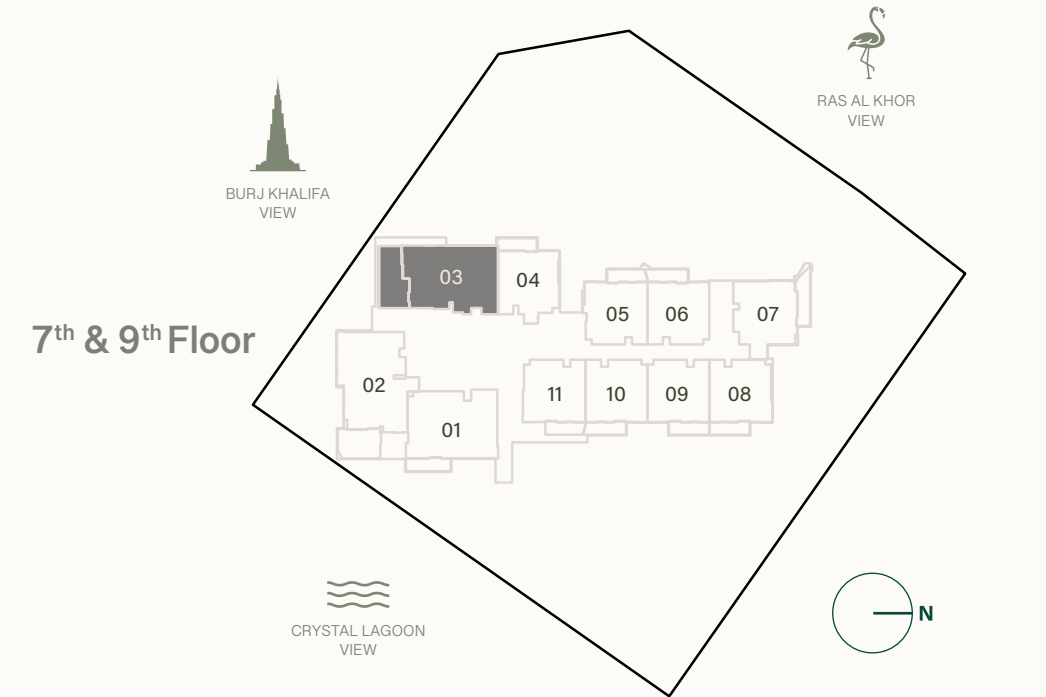 RAS AL KHOR
VIEW
BURJ KHALIFA
VIEW
03
04
05
06
07
7th & 9th Floor
02
11
10
09
08
01
N
CRYSTAL LAGOON
VIEW